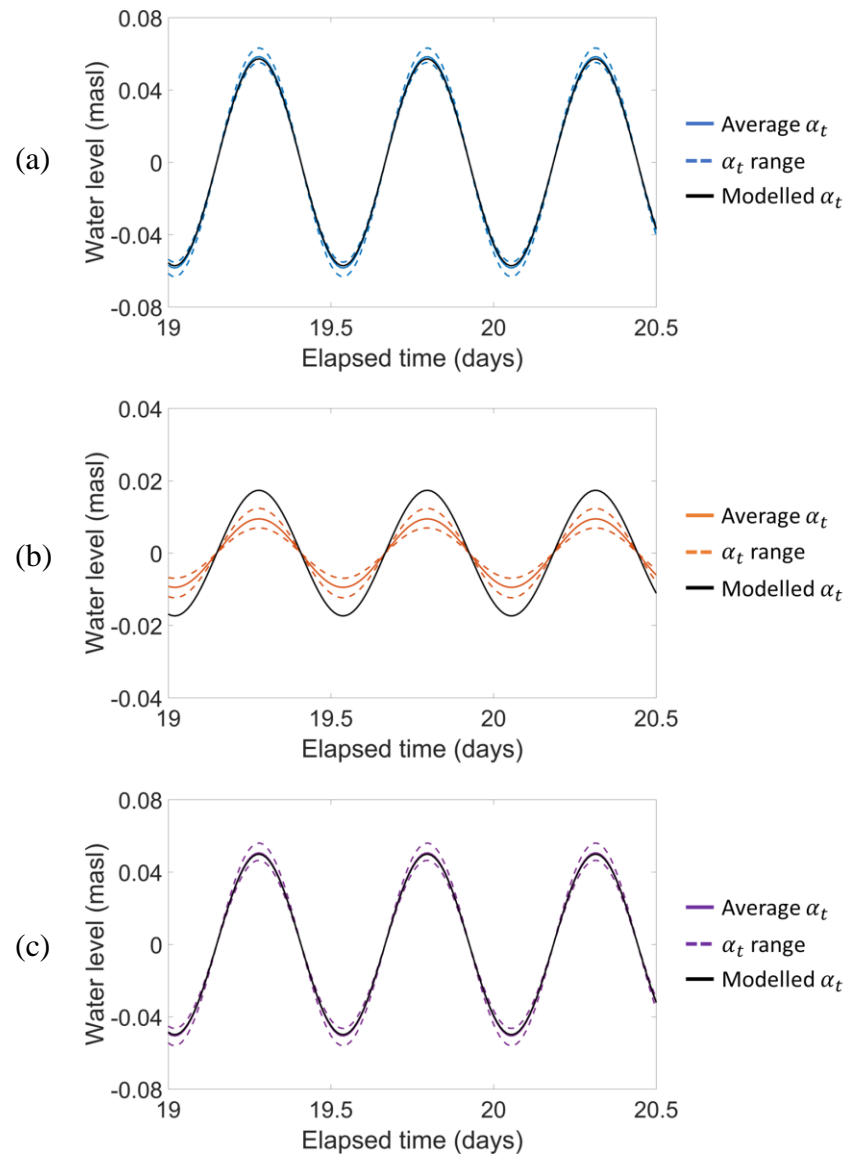 (a)
Water level (masl)
0.08
0.04
0
-0.04
-0.08
19
19.5
20
20.5
Elapsed time (days)
Average αt
αt range
Modelled αt
(b)
Water level (masl)
0.04
0.02
0
-0.02
-0.04
19
19.5
20
20.5
Elapsed time (days)
Average αt
αt range
Modelled αt
(c)
Water level (masl)
0.08
0.04
0
-0.04
-0.08
19
19.5
20
20.5
Elapsed time (days)
Average αt
αt range
Modelled αt